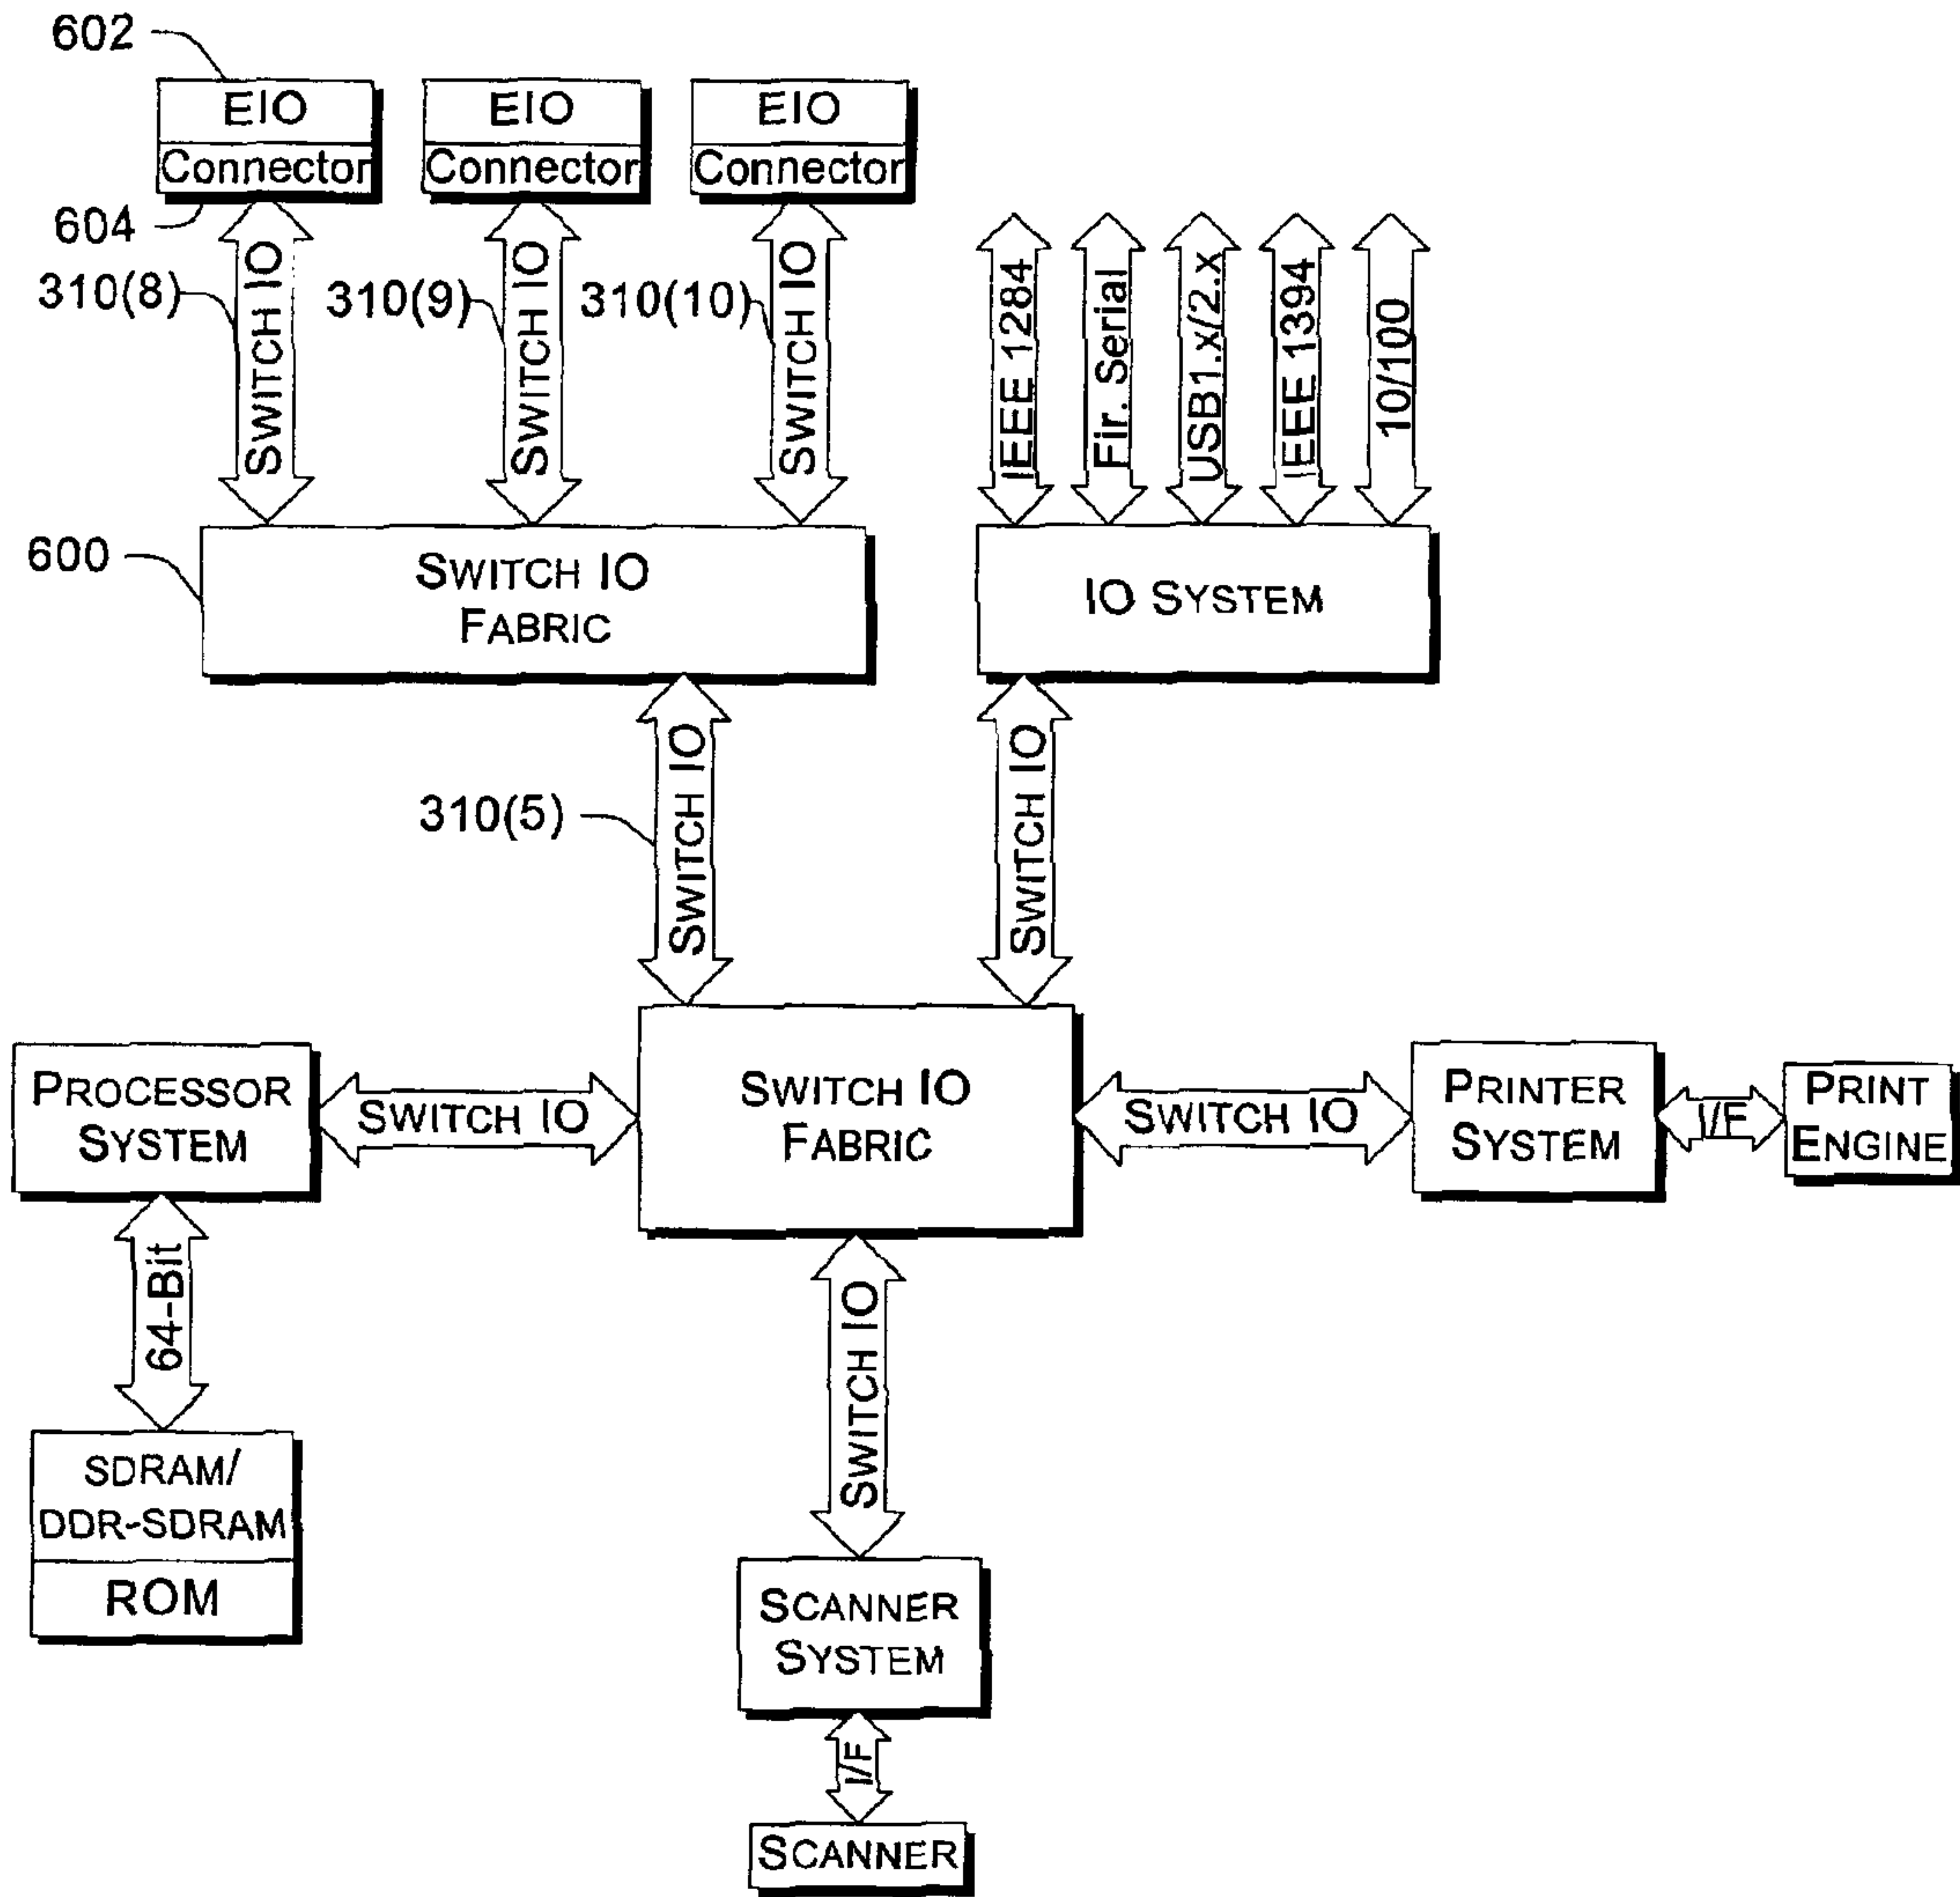 602
EIO
EIO
EIO
Connector
Connector
Connector
604
310(8)
SWITCH IO
310(9)
SWITCH IO
310(10)
SWITCH IO
IEEE 1284
Fir. Serial
USB1.x/2.x
IEEE 1394
10/100
600
SWITCH IO
FABRIC
IO SYSTEM
310(5)
SWITCH IO
SWITCH IO
PROCESSOR
SYSTEM
SWITCH IO
SWITCH IO
FABRIC
SWITCH IO
PRINTER
SYSTEM
I/F
PRINT
ENGINE
64-Bit
SDRAM/
DDR-SDRAM
ROM
SWITCH IO
SCANNER
SYSTEM
I/F
SCANNER